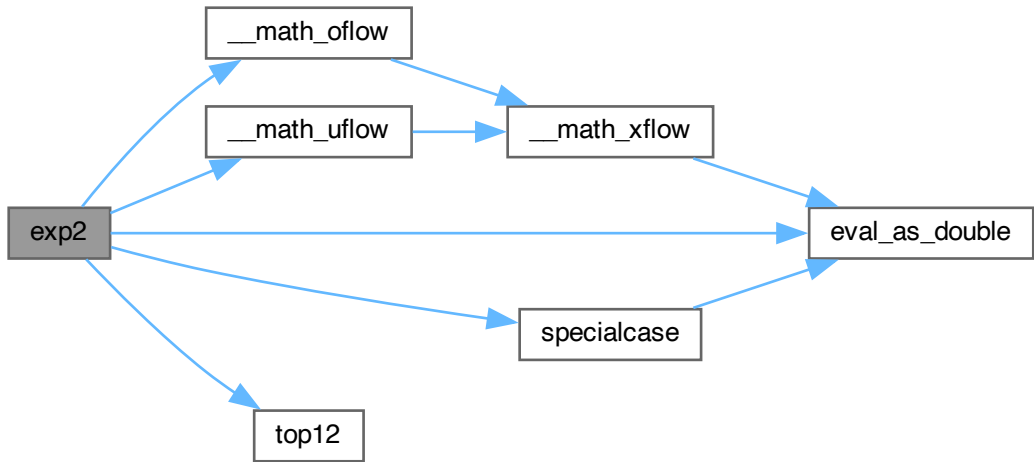 __math_oflow
__math_uflow
__math_xflow
exp2
eval_as_double
specialcase
top12